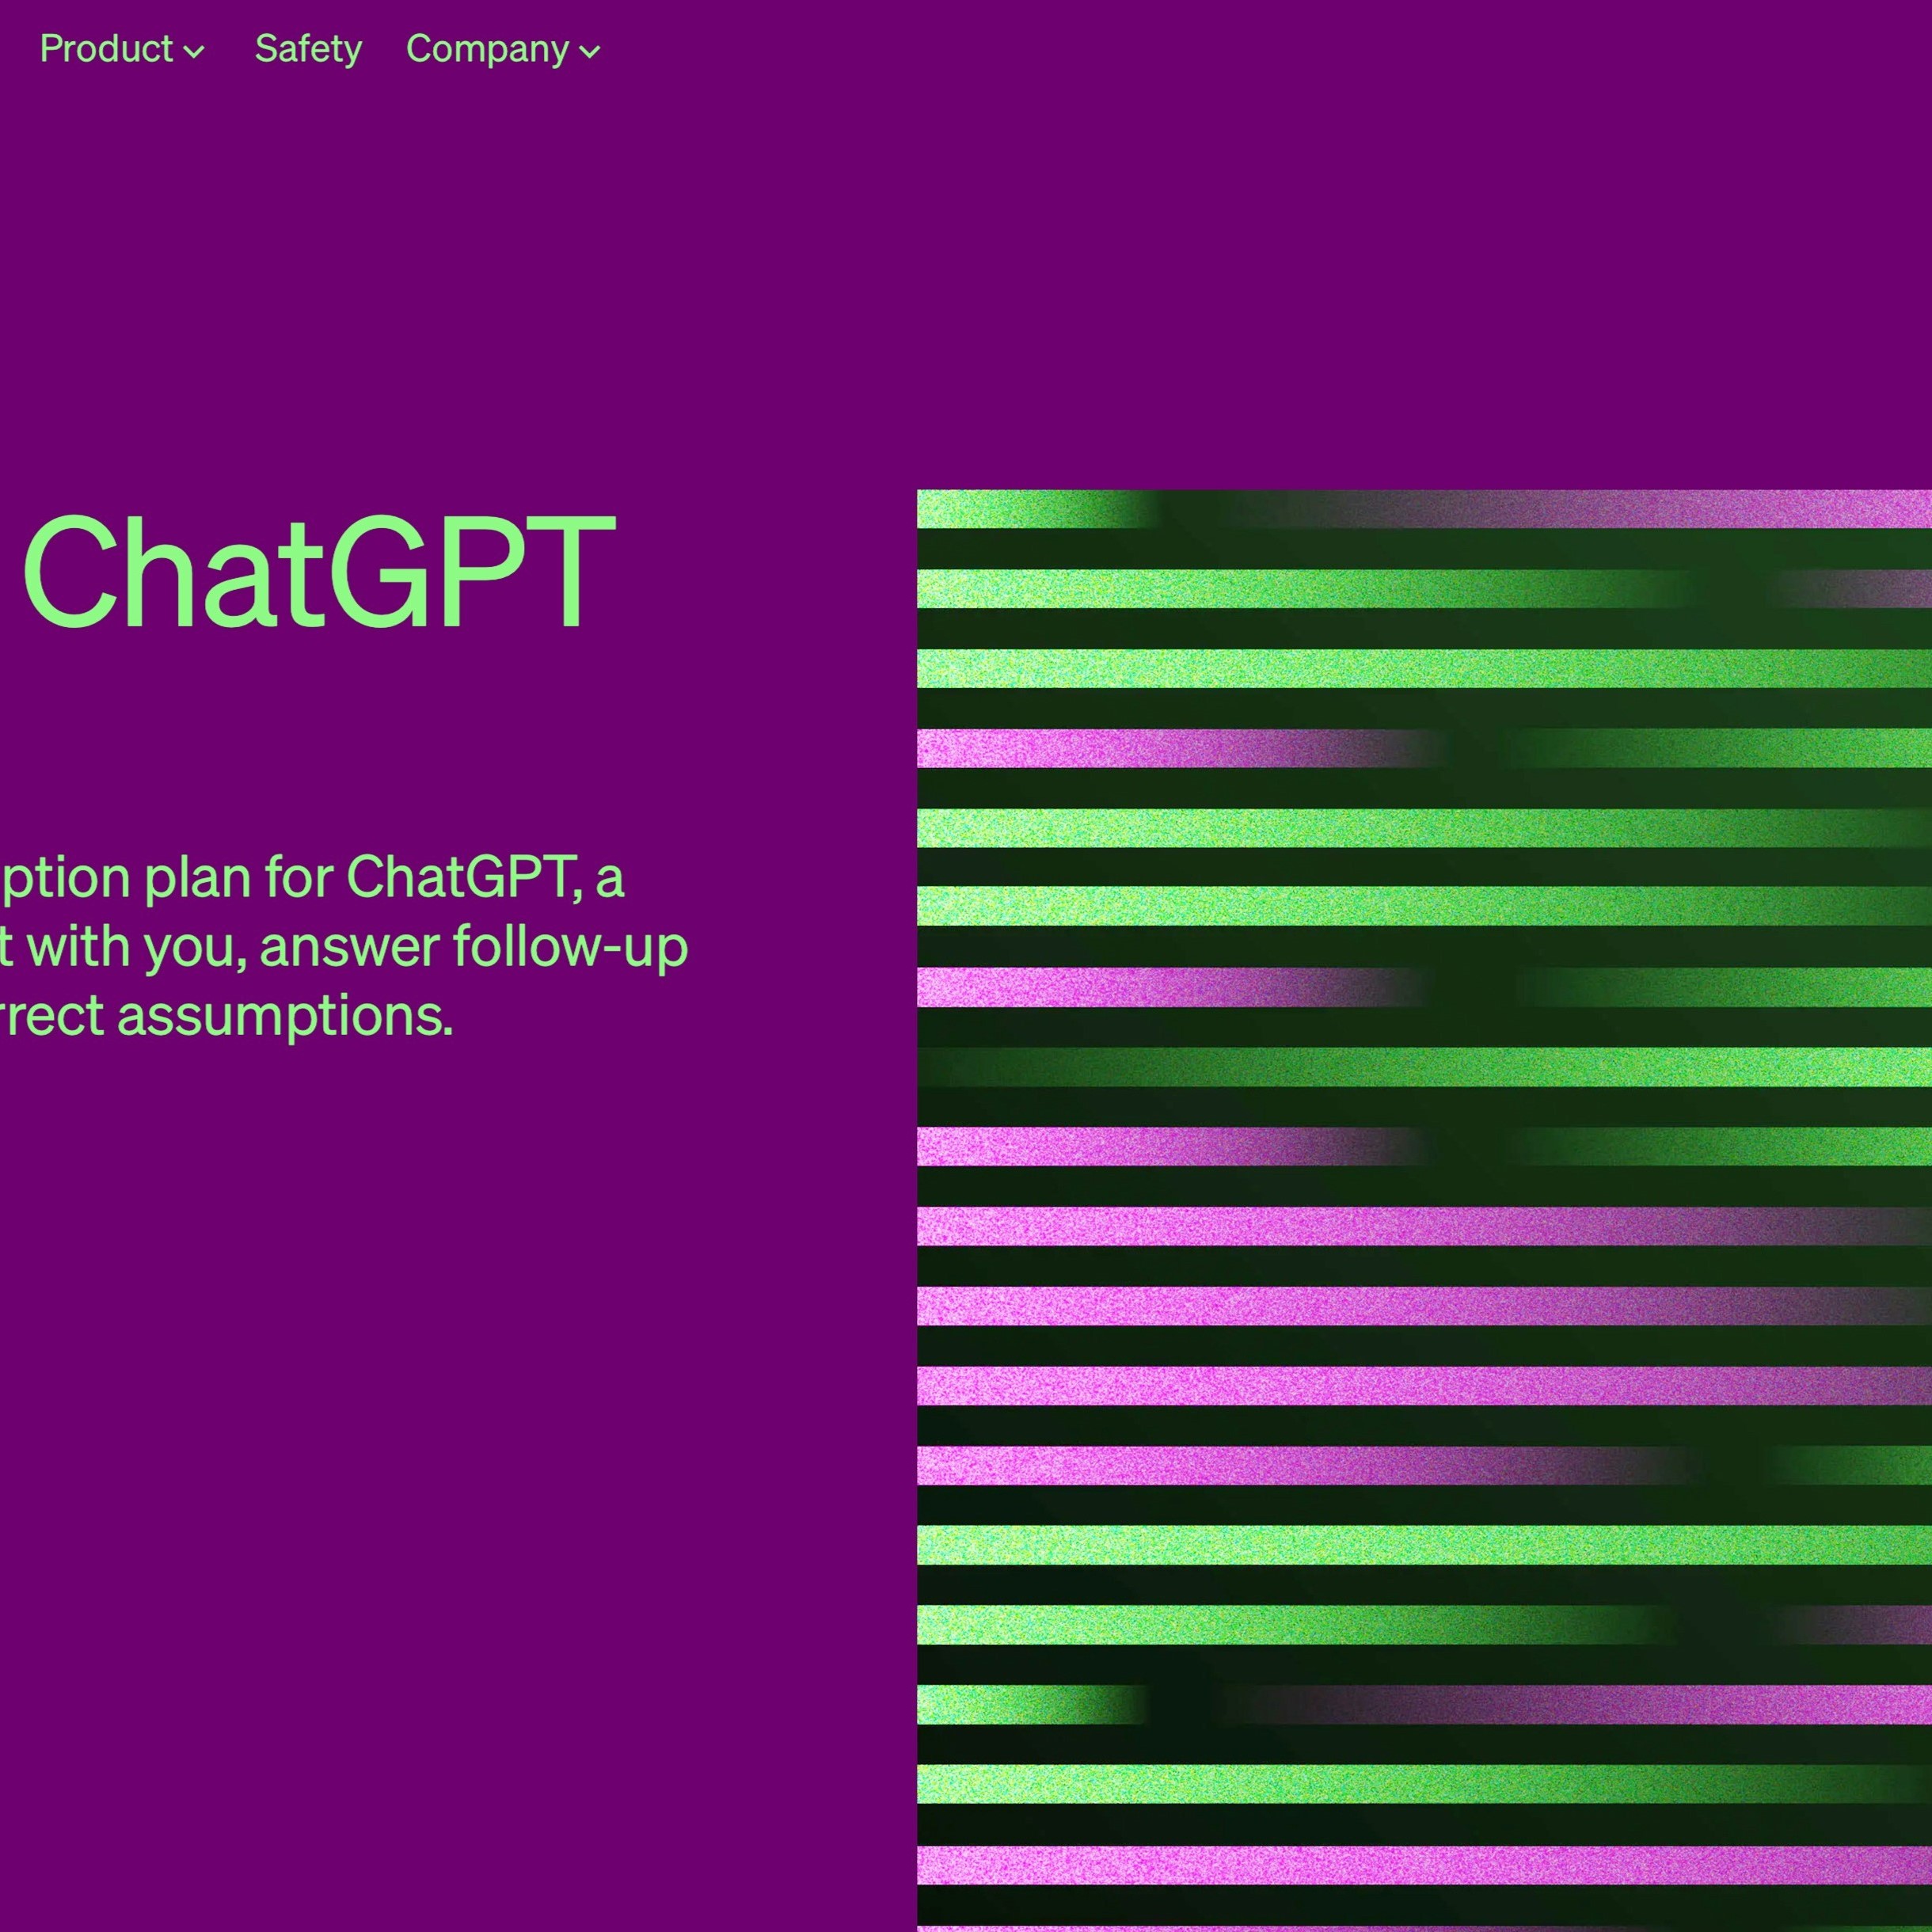 Product Safety Company
ChatGPT
ption plan for ChatGPT, a
t with you, answer follow-up
rrect assumptions.